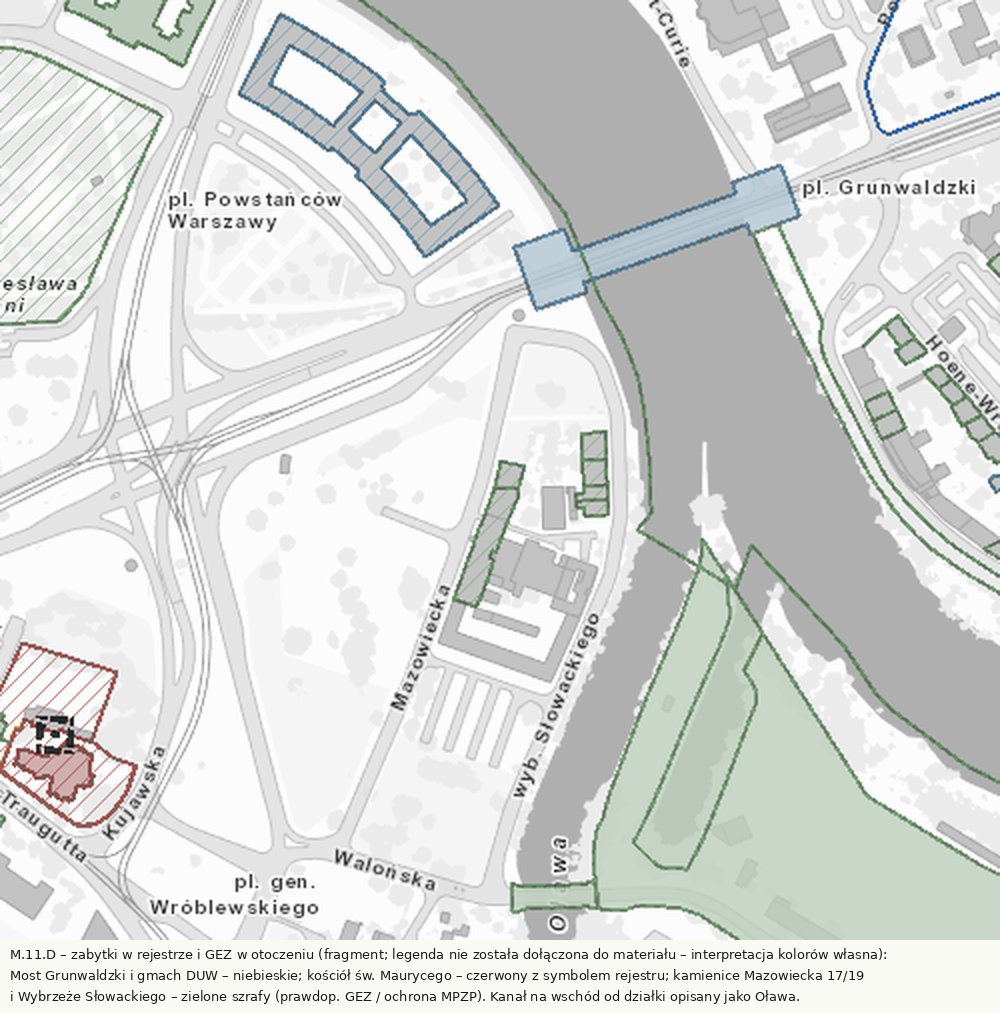 t-Curie
pl. Powstańców
Warszawy
pl. Grunwaldzki
esława
ni
Hoene-Wr
Mazowiecka
wyb. Słowackiego
Kujawska
Traugutta
Walońska
pl. gen.
Wróblewskiego
M.11.D – zabytki w rejestrze i GEZ w otoczeniu (fragment; legenda nie została dołączona do materiału – interpretacja kolorów własna):
Most Grunwaldzki i gmach DUW – niebieskie; kościół św. Maurycego – czerwony z symbolem rejestru; kamienice Mazowiecka 17/19
i Wybrzeże Słowackiego – zielone szrafy (prawdop. GEZ / ochrona MPZP). Kanał na wschód od działki opisany jako Oława.